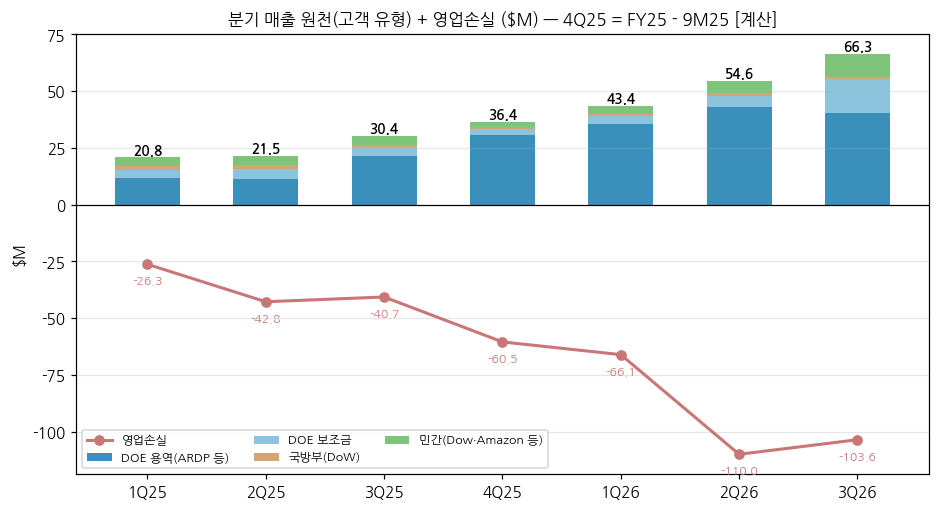 분기 매출 원천(고객 유형) + 영업손실 ($M) — 4Q25 = FY25 - 9M25 [계산]
75
50
25
0
-25
-50
-75
-100
$M
20.8
21.5
30.4
36.4
43.4
54.6
66.3
-26.3
-42.8
-40.7
-60.5
-66.1
-110.0
-103.6
영업손실
DOE 용역(ARDP 등)
DOE 보조금
국방부(DoW)
민간(Dow·Amazon 등)
1Q25
2Q25
3Q25
4Q25
1Q26
2Q26
3Q26